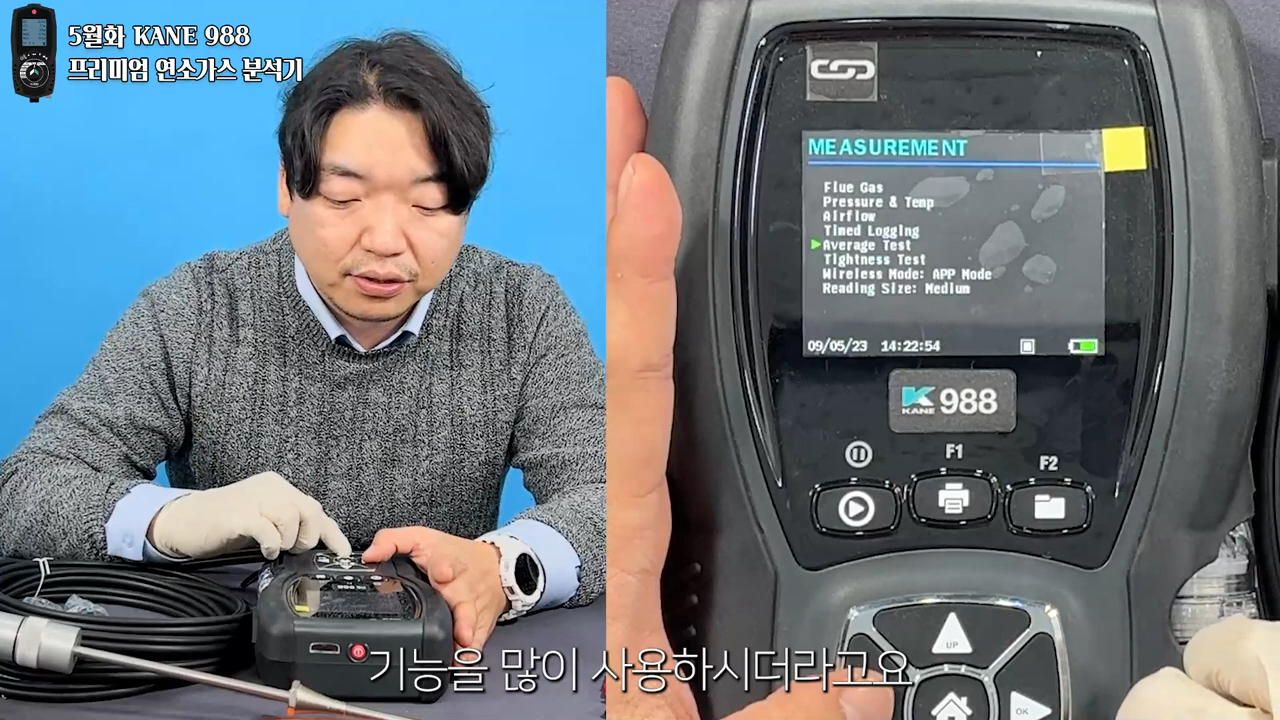 5월화 KANE 988
프리미엄 연소가스 분석기
MEASUREMENT
Flue Gas
Pressure & Temp
Airflow
Timed Logging
Average Test
Tightness Test
Wireless Mode: APP Mode
Reading Size: Medium
09/05/23 14:22:54
KANE 988
F1
F2
UP
OK
988
기능을 많이 사용하시더라고요